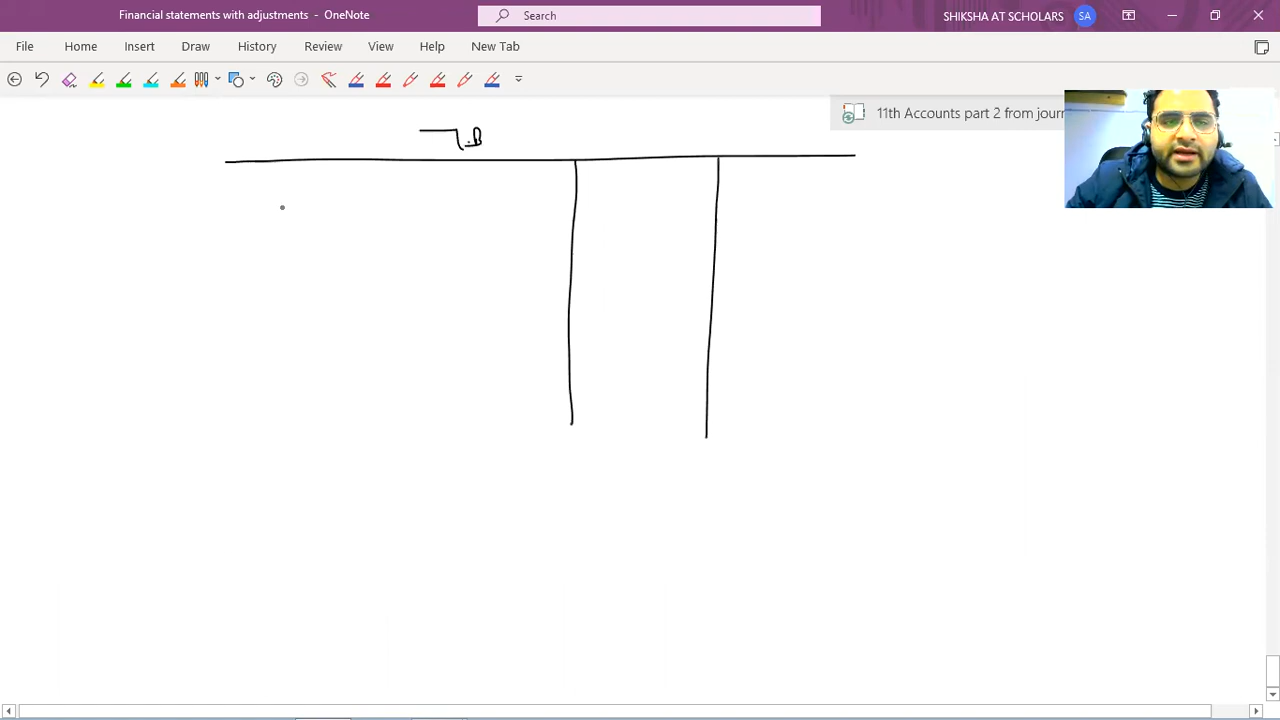 Financial statements with adjustments - OneNote
Search
SHIKSHA AT SCHOLARS
SA
File Home Insert Draw History Review View Help New Tab
11th Accounts part 2 from jour
T.B